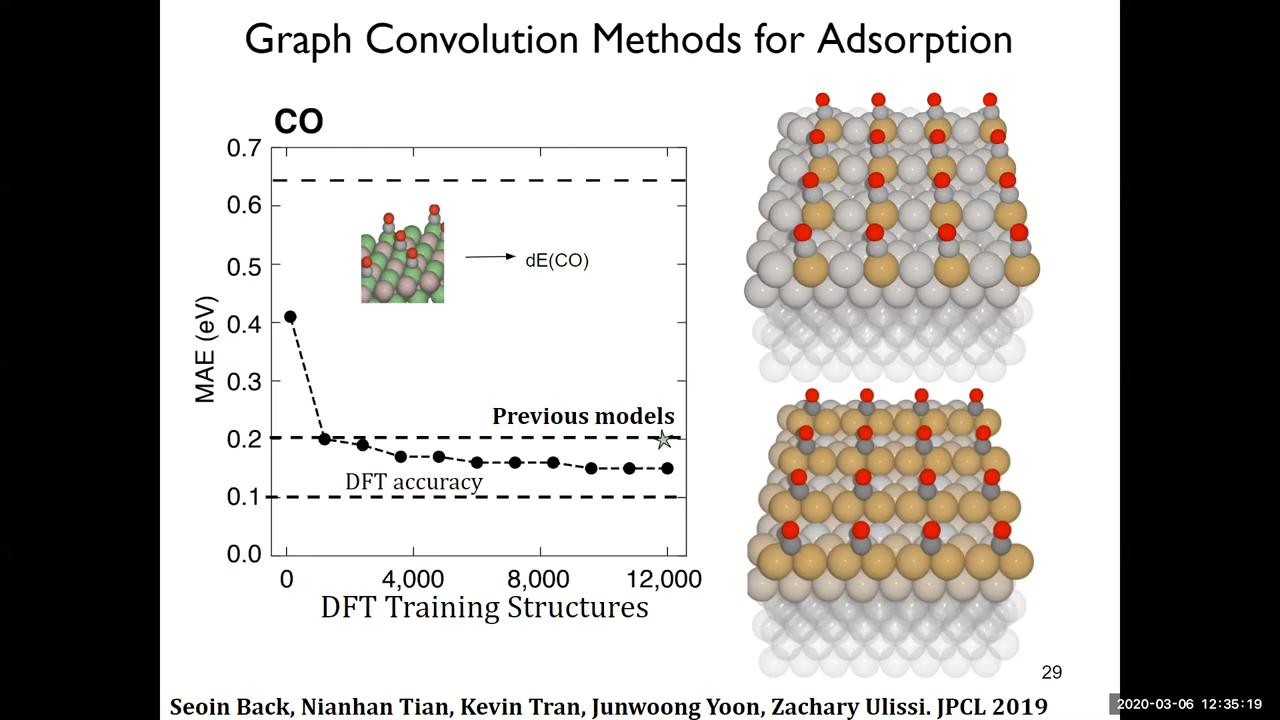 Graph Convolution Methods for Adsorption
CO
0.7
0.6
0.5
0.4
0.3
0.2
0.1
0.0
MAE (eV)
dE(CO)
Previous models
DFT accuracy
0 4,000 8,000 12,000
DFT Training Structures
29
Seoin Back, Nianhan Tian, Kevin Tran, Junwoong Yoon, Zachary Ulissi. JPCL 2019
2020-03-06 12:35:19